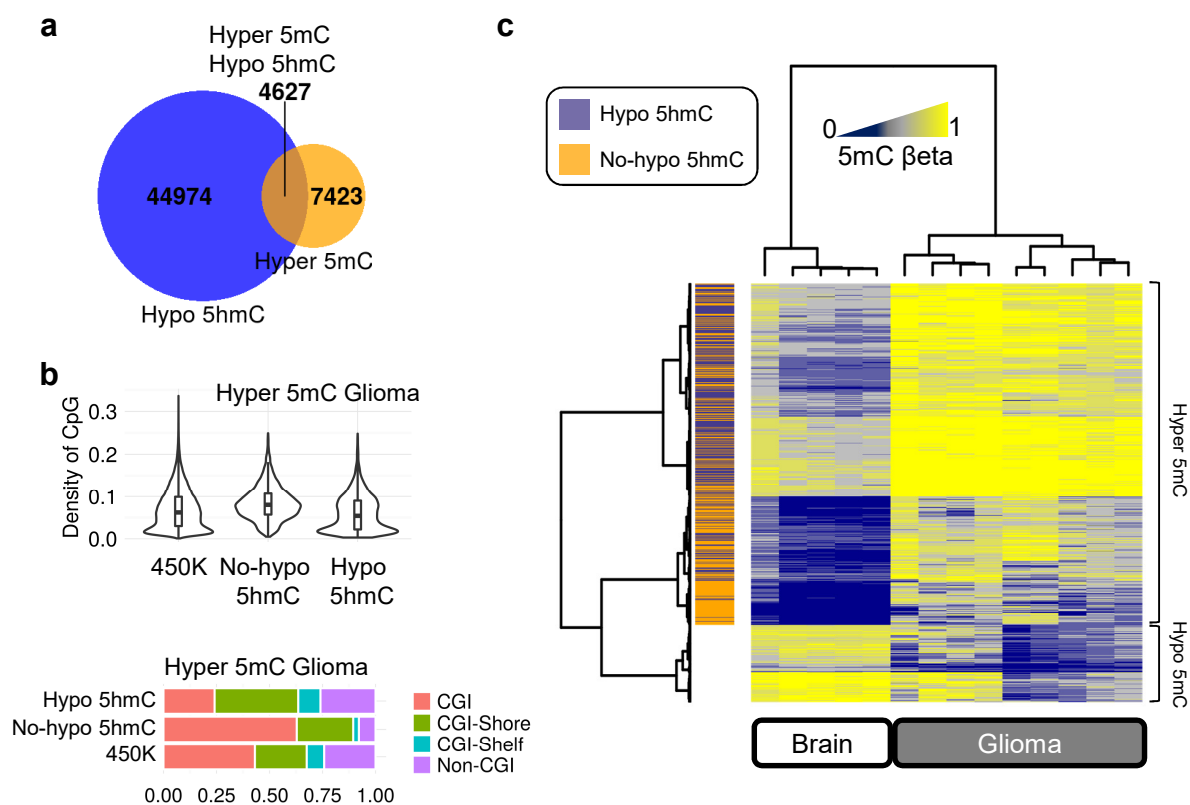 a
Hyper 5mC
Hypo 5hmC
4627
44974
7423
Hyper 5mC
Hypo 5hmC
b
Hyper 5mC Glioma
Density of CpG
0.3
0.2
0.1
0.0
450K
No-hypo
5hmC
Hypo
5hmC
Hyper 5mC Glioma
Hypo 5hmC
No-hypo 5hmC
450K
0.00 0.25 0.50 0.75 1.00
CGI
CGI-Shore
CGI-Shelf
Non-CGI
c
Hypo 5hmC
No-hypo 5hmC
0 1
5mC βeta
Hyper 5mC
Hypo 5mC
Brain
Glioma